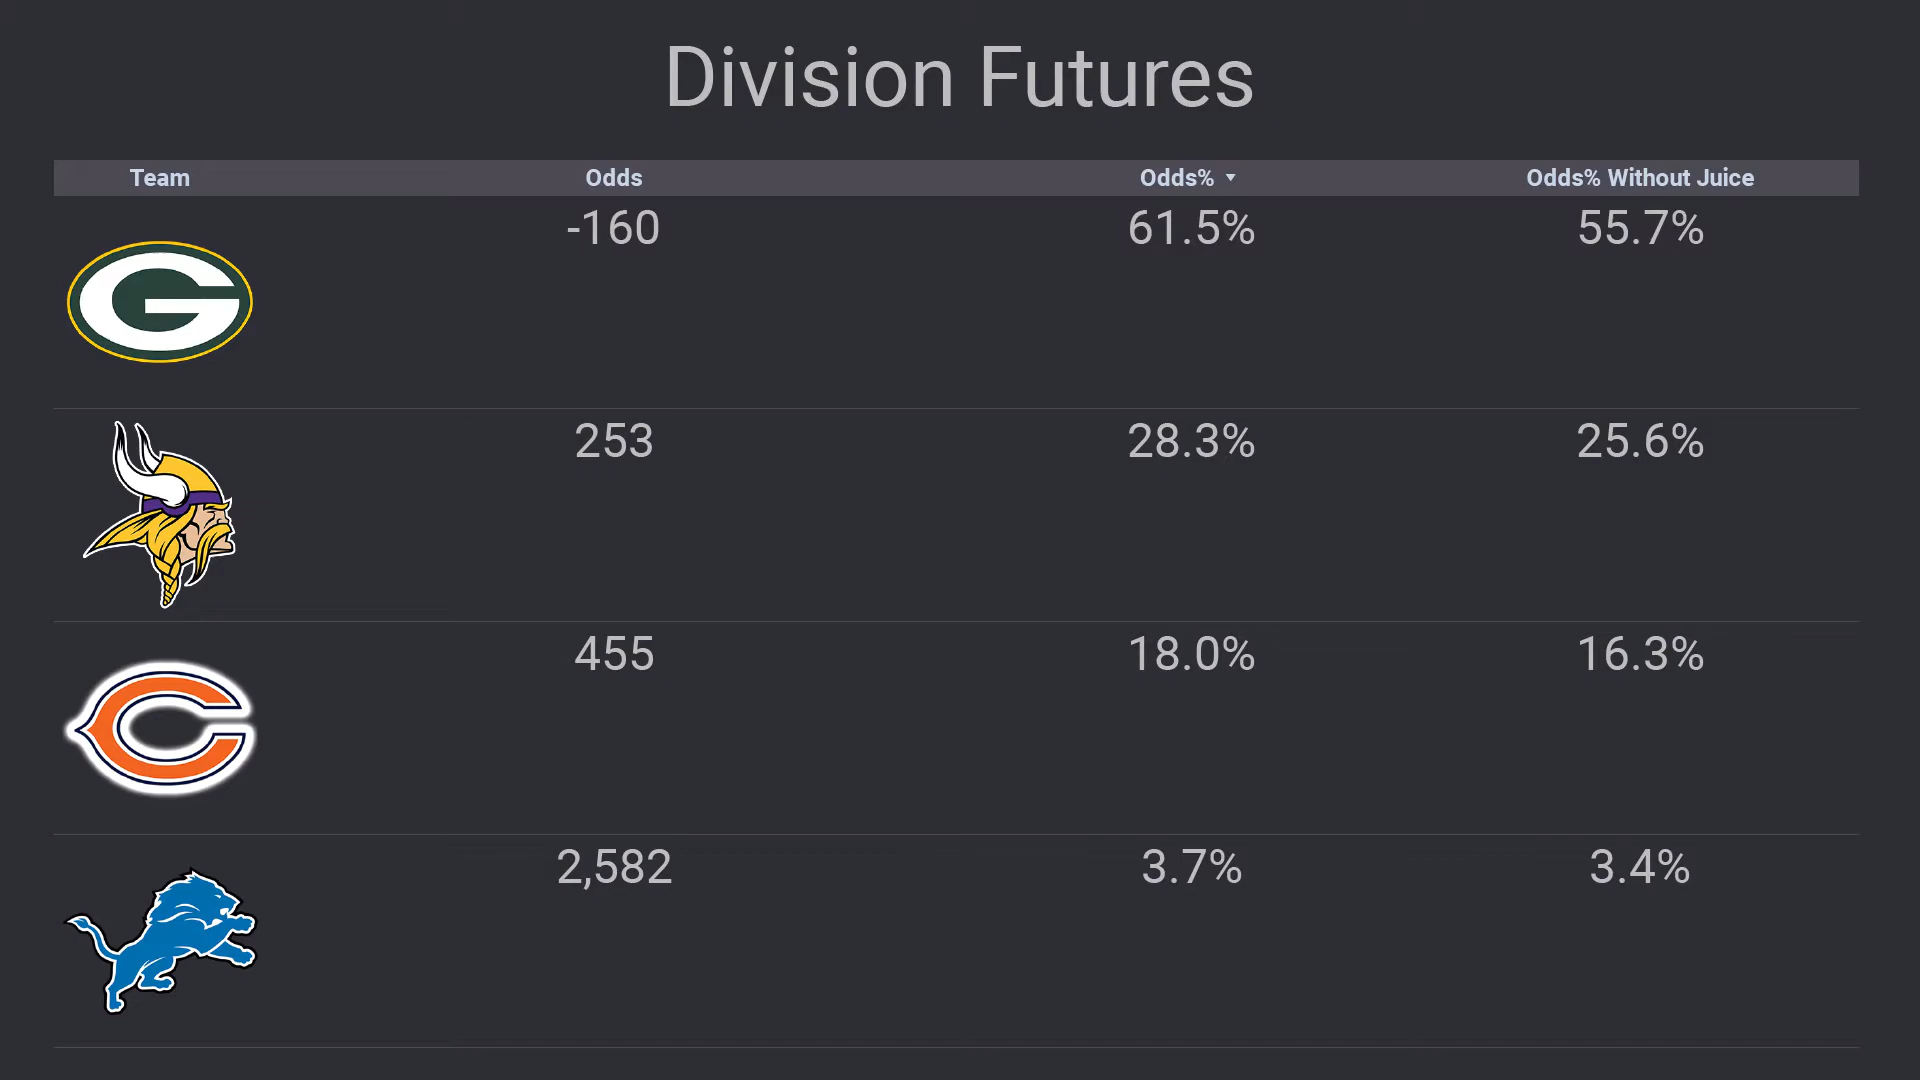 Division Futures
Team Odds Odds% Odds% Without Juice
G -160 61.5% 55.7%
253 28.3% 25.6%
C 455 18.0% 16.3%
2,582 3.7% 3.4%